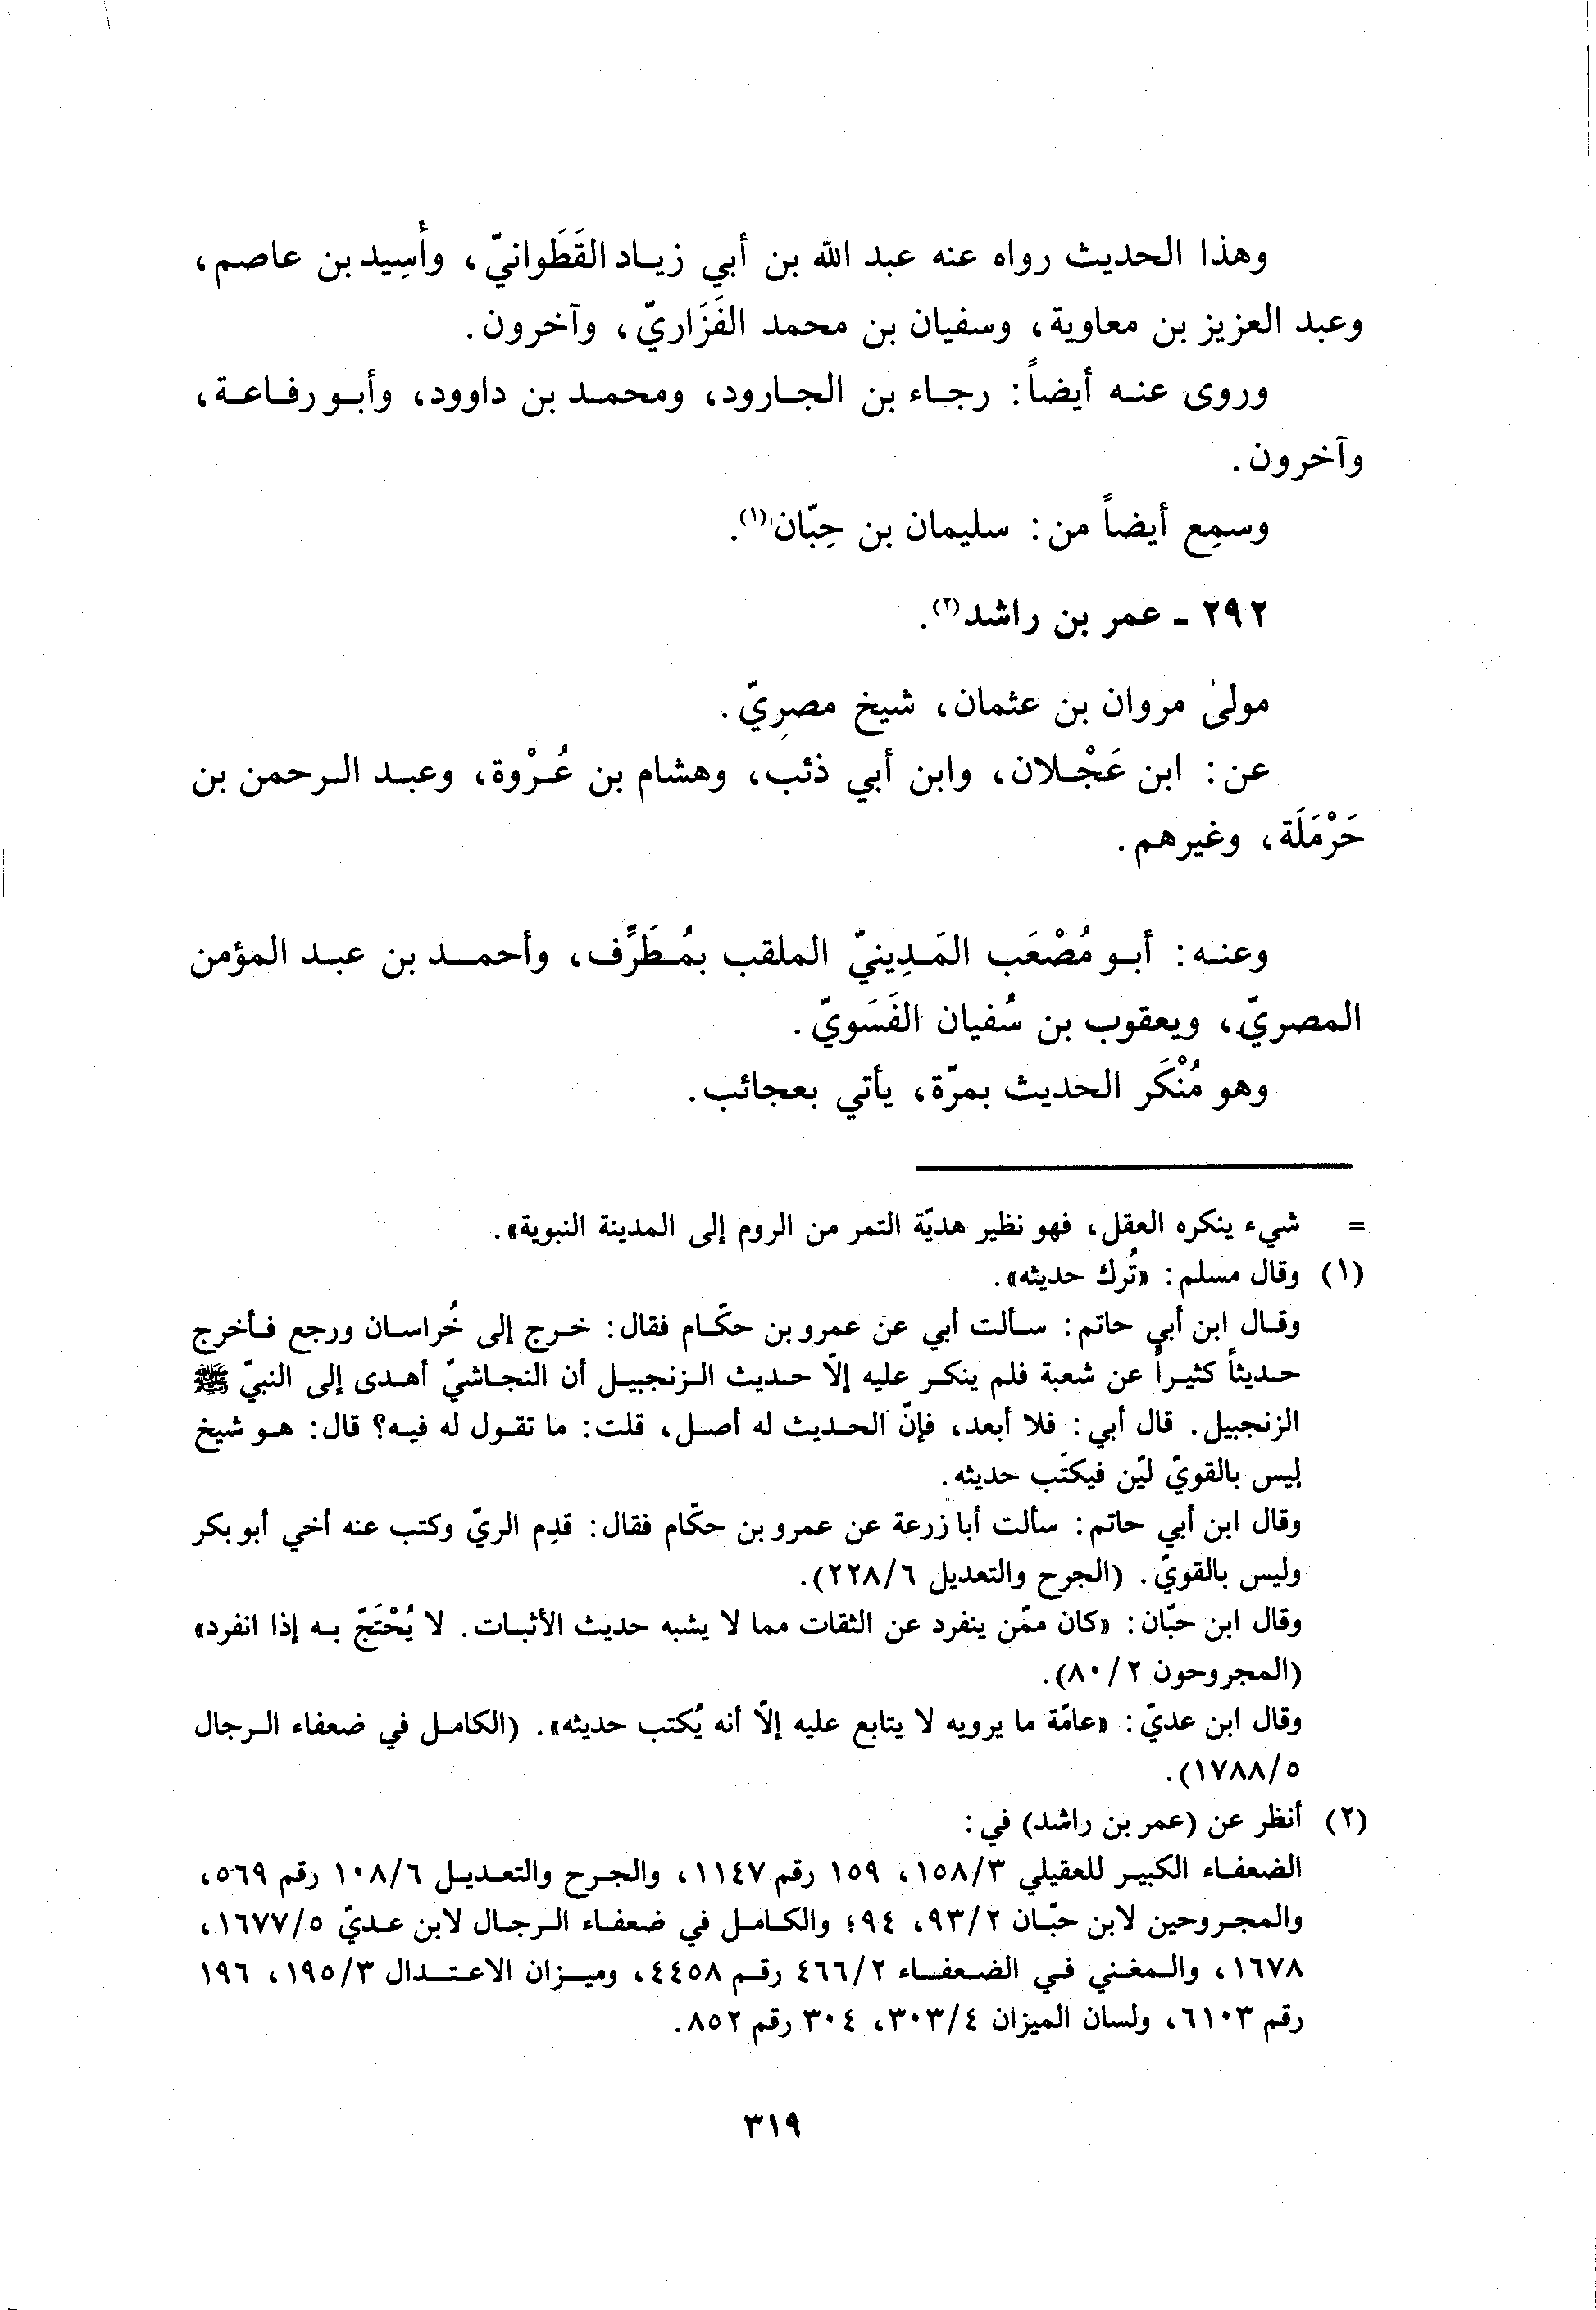 وهذا الحديث رواه عنه عبد الله بن أبي زياد القَطَوانيّ، وأَسِيد بن عاصم،
وعبد العزيز بن معاوية، وسفيان بن محمد الفَزَاريّ، وآخرون.
وروى عنه أيضاً: رجاء بن الجارود، ومحمد بن داوود، وأبو رفاعة،
وآخرون.
وسمِع أيضاً من: سليمان بن حِبّان(١).
٢٩٢ - عمر بن راشد(٢).
مولىٰ مروان بن عثمان، شيخ مصرِيّ.
عن: ابن عَجْلان، وابن أبي ذئب، وهشام بن عُرْوة، وعبد الرحمن بن
حَرْمَلَة، وغيرهم.
وعنه: أبو مُصْعَب المَدِينيّ الملقب بمُطَرِّف، وأحمد بن عبد المؤمن
المصريّ، ويعقوب بن سُفيان الفَسَويّ.
وهو مُنْكَر الحديث بمرّة، يأتي بعجائب.
= شيء ينكره العقل، فهو نظير هديّة التمر من الروم إلى المدينة النبوية».
(١) وقال مسلم: «تُرك حديثه».
وقال ابن أبي حاتم: سألت أبي عن عمرو بن حكّام فقال: خرج إلى خُراسان ورجع فأخرج
حديثاً كثيراً عن شعبة فلم ينكر عليه إلّا حديث الزنجبيل أن النجاشيّ أهدى إلى النبيّ ﷺ
الزنجبيل. قال أبي: فلا أبعد، فإنّ الحديث له أصل، قلت: ما تقول له فيه؟ قال: هو شيخ
ليس بالقويّ ليّن فيكتَب حديثه.
وقال ابن أبي حاتم: سألت أبا زرعة عن عمرو بن حكّام فقال: قدِم الريّ وكتب عنه أخي أبو بكر
وليس بالقويّ. (الجرح والتعديل ٢٢٨/٦).
وقال ابن حبّان: «كان ممّن ينفرد عن الثقات مما لا يشبه حديث الأثبات. لا يُحْتَجّ به إذا انفرد»
(المجروحون ٨٠/٢).
وقال ابن عديّ: «عامّة ما يرويه لا يتابع عليه إلّا أنه يُكتب حديثه». (الكامل في ضعفاء الرجال
١٧٨٨/٥).
(٢) أنظر عن (عمر بن راشد) في:
الضعفاء الكبير للعقيلي ١٥٨/٣، ١٥٩ رقم ١١٤٧، والجرح والتعديل ١٠٨/٦ رقم ٥٦٩،
والمجروحين لابن حبّان ٩٣/٢، ٩٤؛ والكامل في ضعفاء الرجال لابن عديّ ١٦٧٧/٥،
١٦٧٨، والمغني في الضعفاء ٤٦٦/٢ رقم ٤٤٥٨، وميزان الاعتدال ١٩٥/٣، ١٩٦
رقم ٦١٠٣، ولسان الميزان ٣٠٣/٤، ٣٠٤ رقم ٨٥٢.
٣١٩